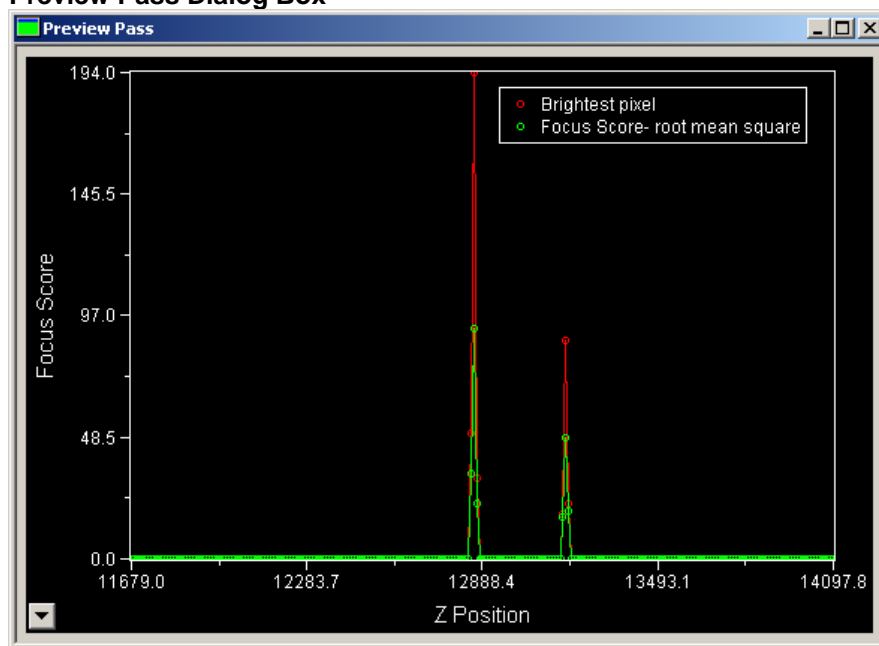 Preview Pass Dialog Box
Preview Pass
194.0
Brightest pixel
Focus Score- root mean square
145.5
97.0
48.5
0.0
Focus Score
11679.0 12283.7 12888.4 13493.1 14097.8
Z Position